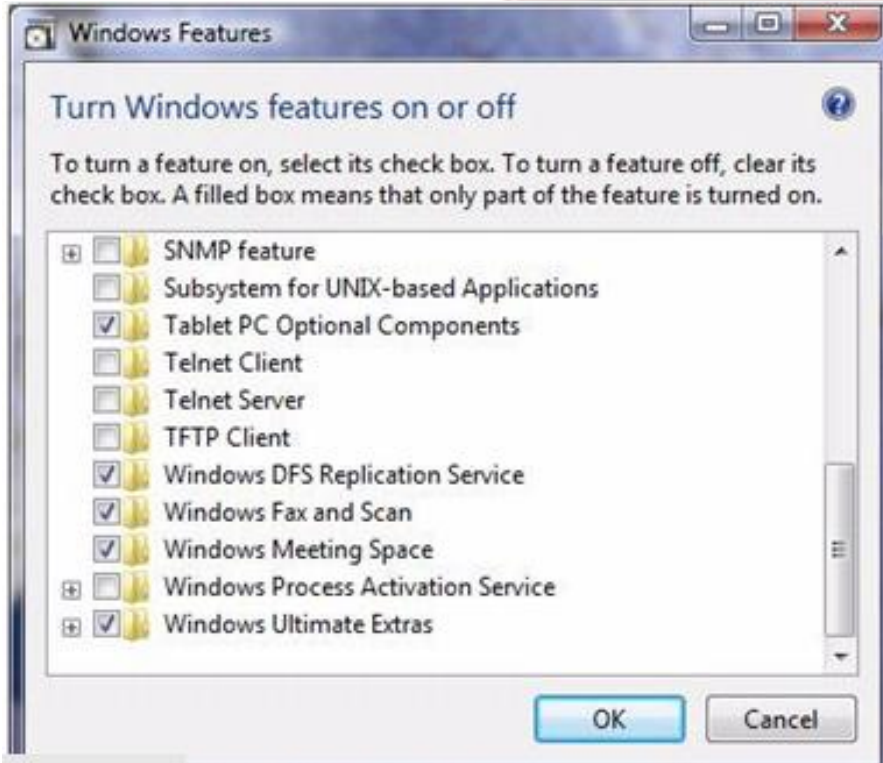 Windows Features
Turn Windows features on or off
To turn a feature on, select its check box. To turn a feature off, clear its
check box. A filled box means that only part of the feature is turned on.
SNMP feature
Subsystem for UNIX-based Applications
Tablet PC Optional Components
Telnet Client
Telnet Server
TFTP Client
Windows DFS Replication Service
Windows Fax and Scan
Windows Meeting Space
Windows Process Activation Service
Windows Ultimate Extras
OK Cancel